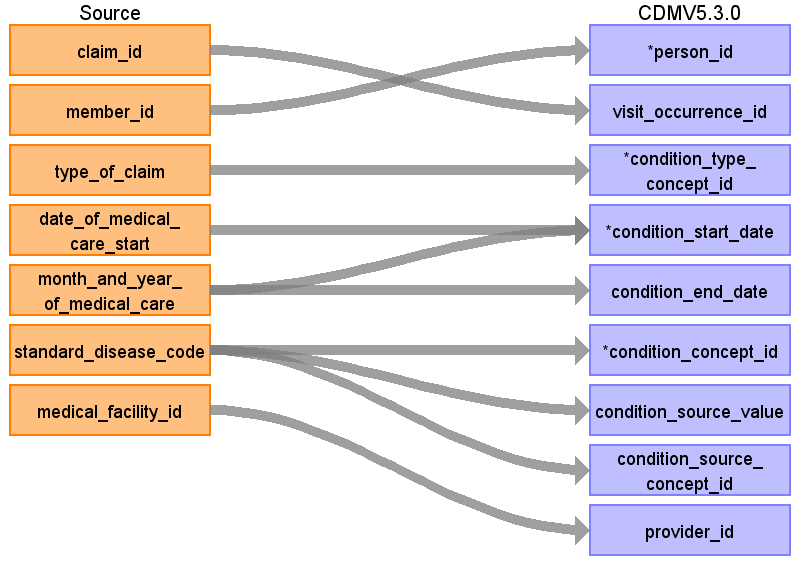 Source
CDMV5.3.0
claim_id
*person_id
member_id
visit_occurrence_id
type_of_claim
*condition_type_
concept_id
date_of_medical_
care_start
*condition_start_date
month_and_year_
of_medical_care
condition_end_date
standard_disease_code
*condition_concept_id
medical_facility_id
condition_source_value
condition_source_
concept_id
provider_id